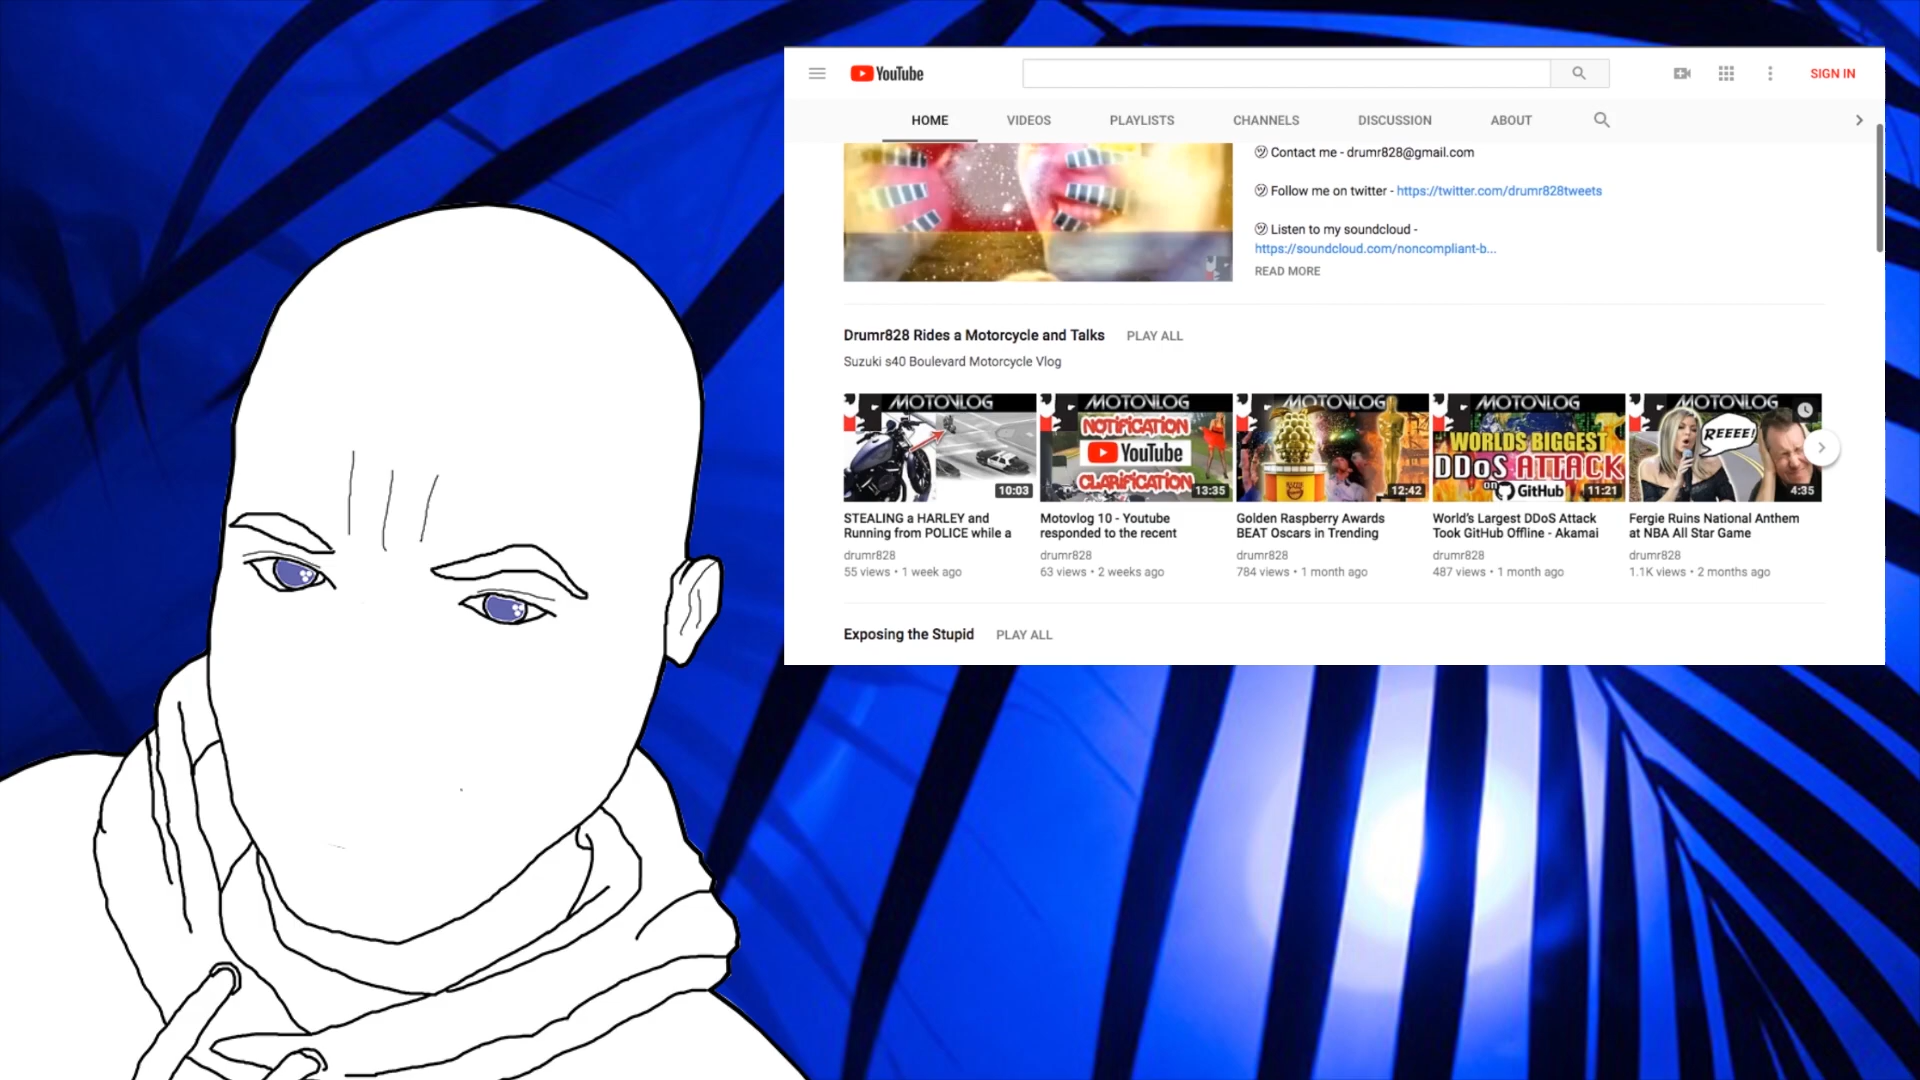 YouTube
SIGN IN
HOME VIDEOS PLAYLISTS CHANNELS DISCUSSION ABOUT
Contact me - drumr828@gmail.com
Follow me on twitter - https://twitter.com/drumr828tweets
Listen to my soundcloud -
https://soundcloud.com/noncompliant-b...
READ MORE
Drumr828 Rides a Motorcycle and Talks PLAY ALL
Suzuki s40 Boulevard Motorcycle Vlog
MOTOVLOG
10:03
STEALING a HARLEY and
Running from POLICE while a
drumr828
55 views • 1 week ago
MOTOVLOG
NOTIFICATION
YouTube
CLARIFICATION
13:35
Motovlog 10 - Youtube
responded to the recent
drumr828
63 views • 2 weeks ago
MOTOVLOG
12:42
Golden Raspberry Awards
BEAT Oscars in Trending
drumr828
784 views • 1 month ago
MOTOVLOG
WORLDS BIGGEST
DDoS ATTACK
on GitHub
11:21
World's Largest DDoS Attack
Took GitHub Offline - Akamai
drumr828
487 views • 1 month ago
MOTOVLOG
REEEE!
4:35
Fergie Ruins National Anthem
at NBA All Star Game
drumr828
1.1K views • 2 months ago
Exposing the Stupid PLAY ALL